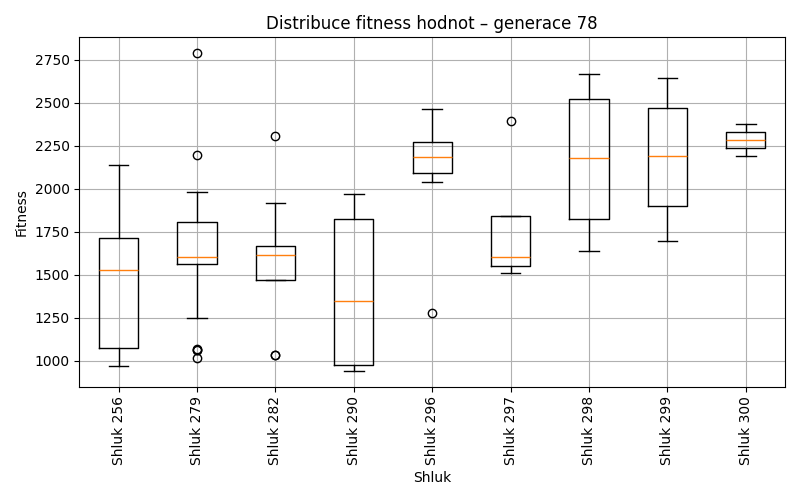 Distribuce fitness hodnot – generace 78
2750
2500
2250
2000
1750
1500
1250
1000
Fitness
Shluk 256
Shluk 279
Shluk 282
Shluk 290
Shluk 296
Shluk 297
Shluk 298
Shluk 299
Shluk 300
Shluk